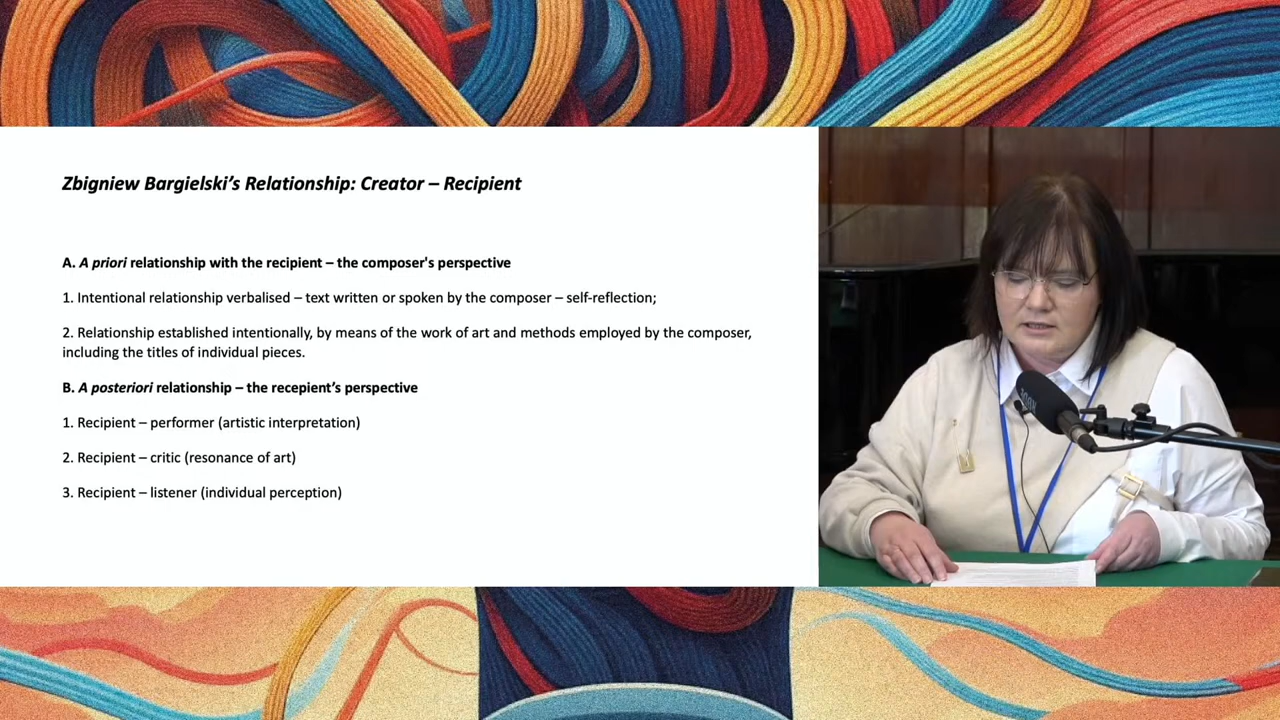 Zbigniew Bargielski's Relationship: Creator – Recipient
A. A priori relationship with the recipient – the composer's perspective
1. Intentional relationship verbalised – text written or spoken by the composer – self-reflection;
2. Relationship established intentionally, by means of the work of art and methods employed by the composer,
including the titles of individual pieces.
B. A posteriori relationship – the recepient's perspective
1. Recipient – performer (artistic interpretation)
2. Recipient – critic (resonance of art)
3. Recipient – listener (individual perception)